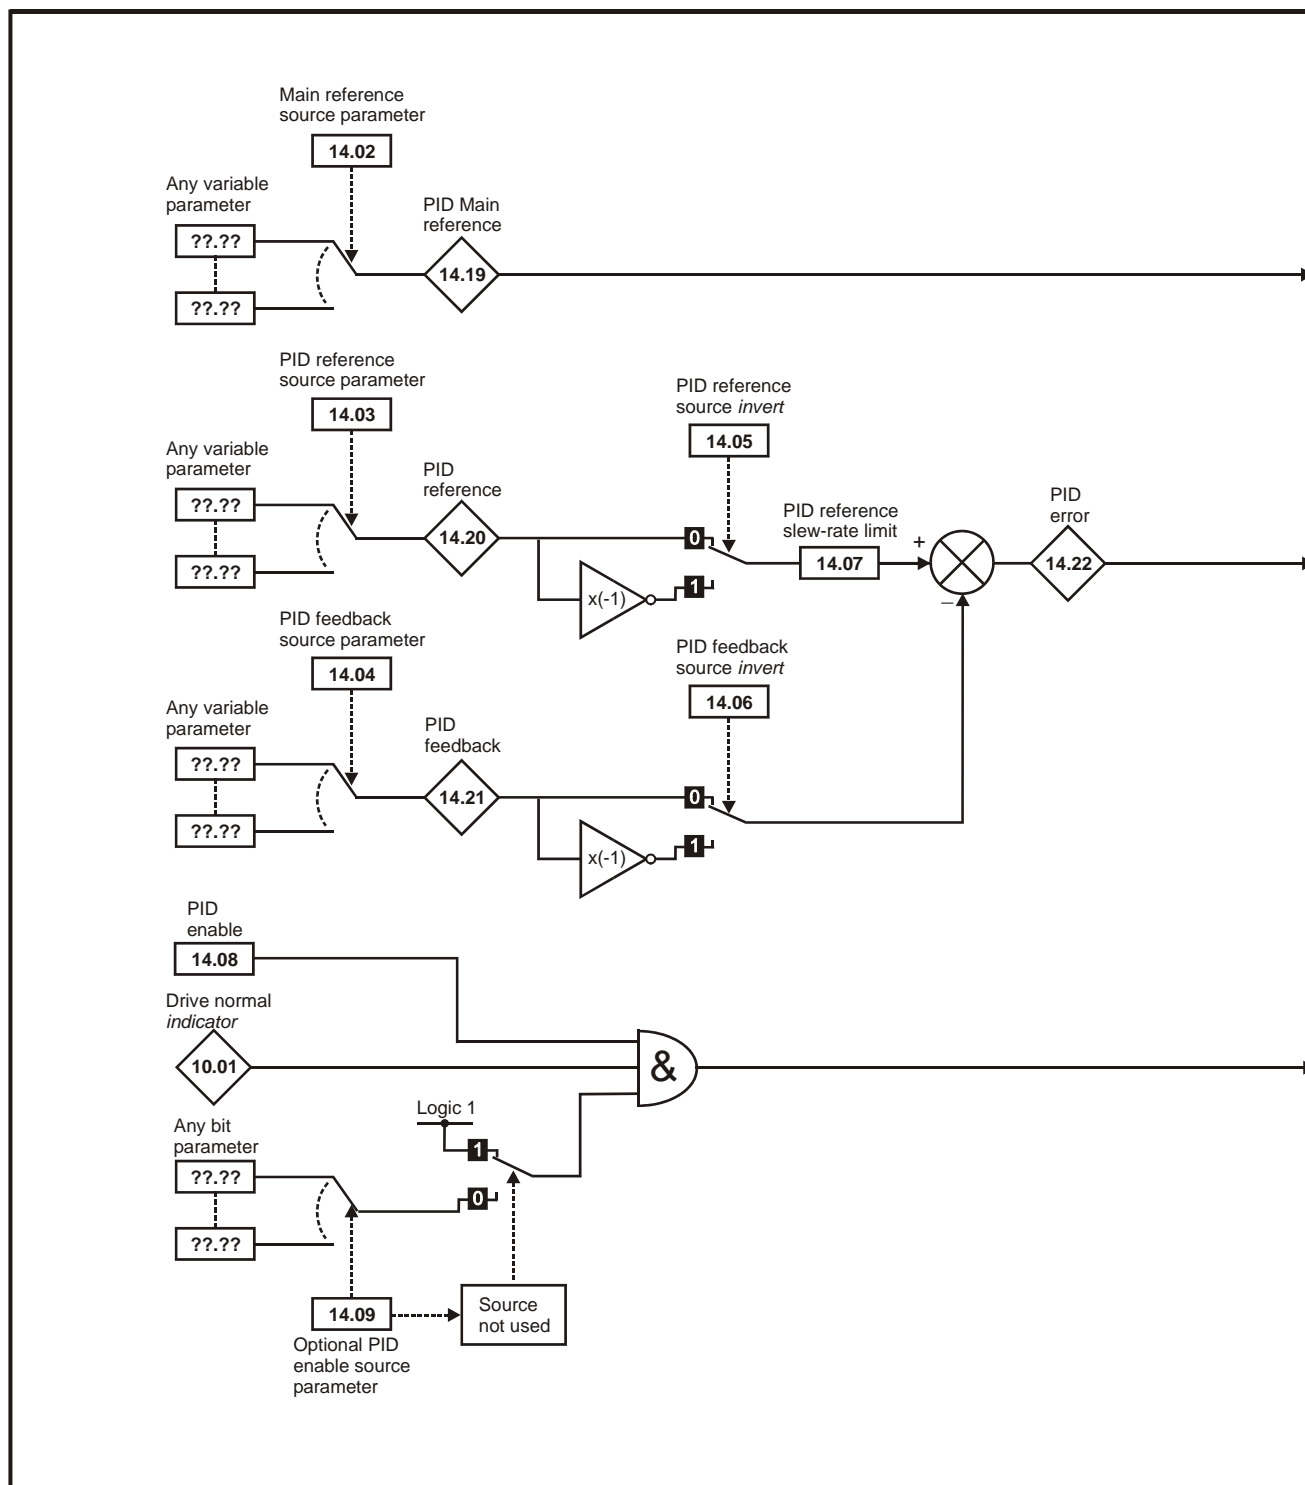 Main reference
source parameter
14.02
Any variable
parameter
??.??
??.??
PID Main
reference
14.19
PID reference
source parameter
14.03
Any variable
parameter
??.??
??.??
PID
reference
14.20
x(-1)
PID reference
source invert
14.05
0
1
PID reference
slew-rate limit
14.07
+
−
PID
error
14.22
PID feedback
source parameter
14.04
Any variable
parameter
??.??
??.??
PID
feedback
14.21
x(-1)
PID feedback
source invert
14.06
0
1
PID
enable
14.08
Drive normal
indicator
10.01
&
Logic 1
1
0
Any bit
parameter
??.??
??.??
14.09
Optional PID
enable source
parameter
Source
not used